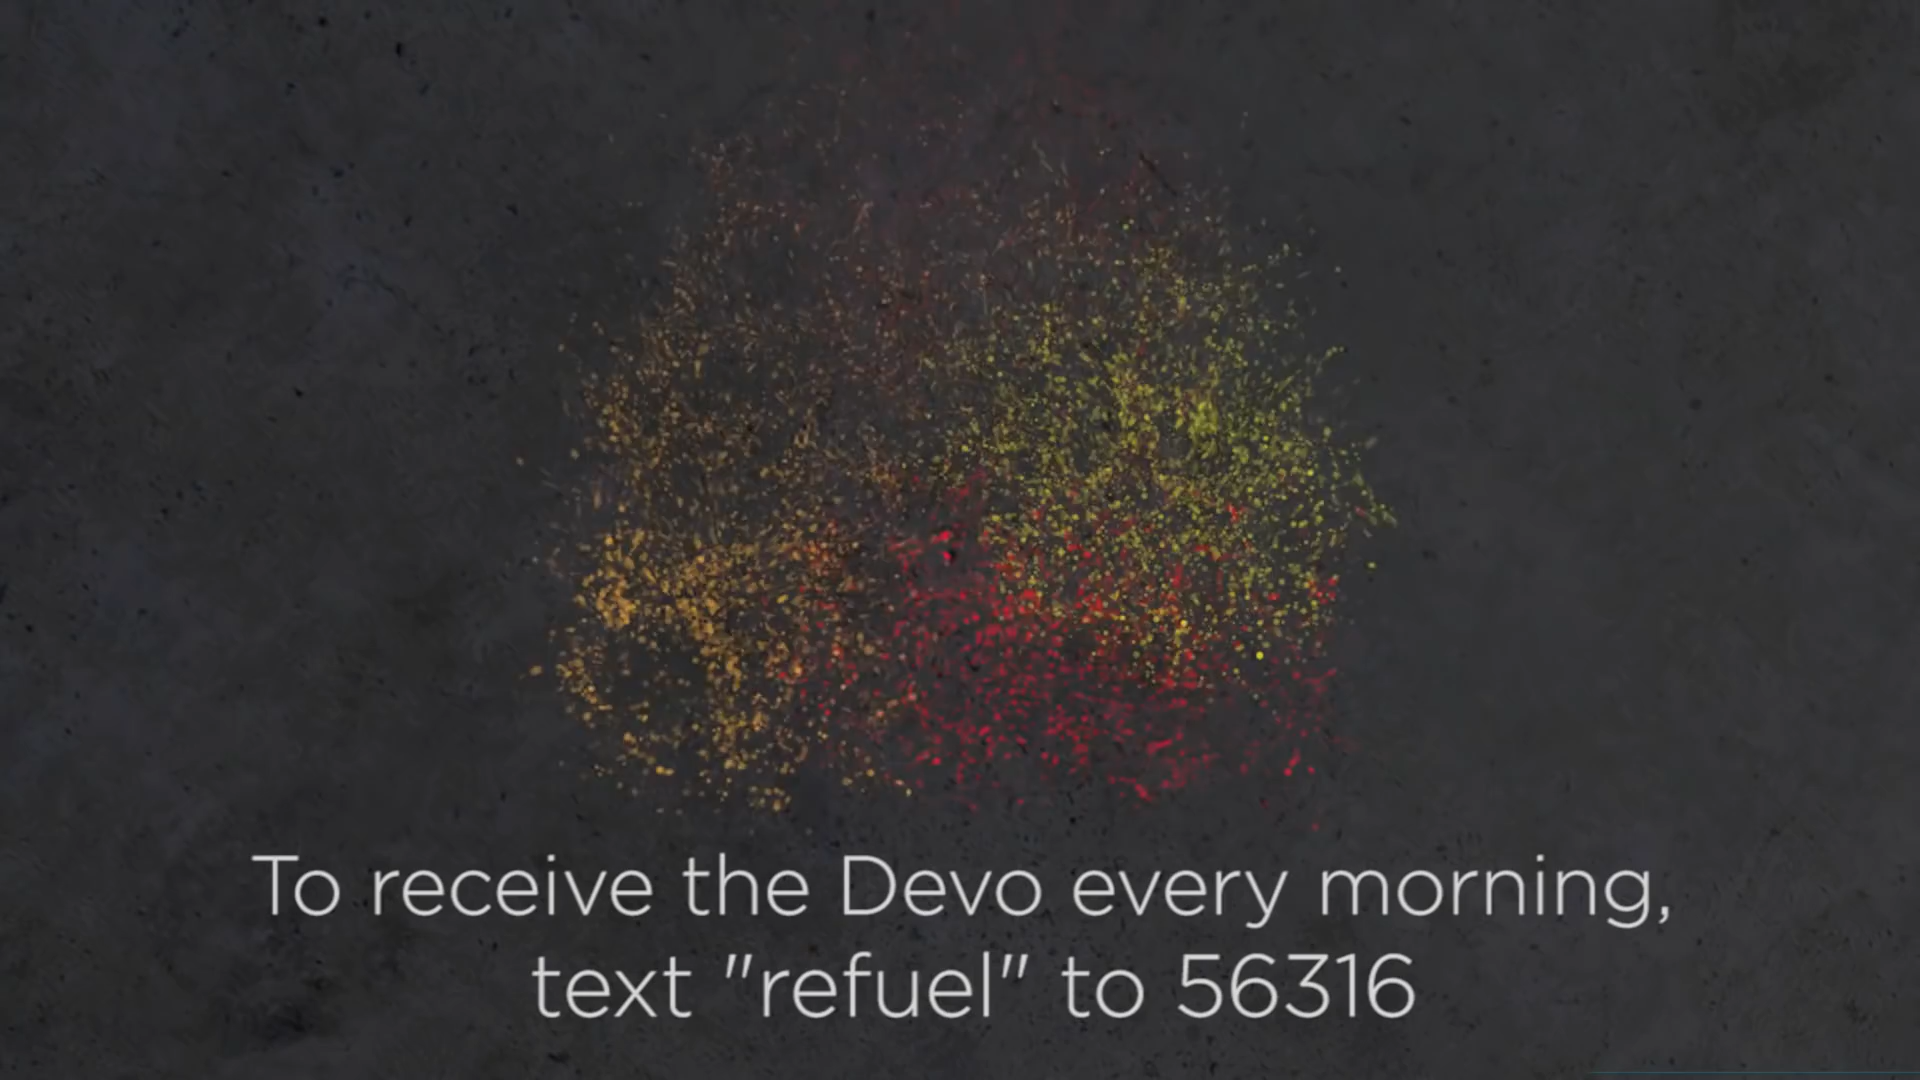 To receive the Devo every morning,
text "refuel" to 56316